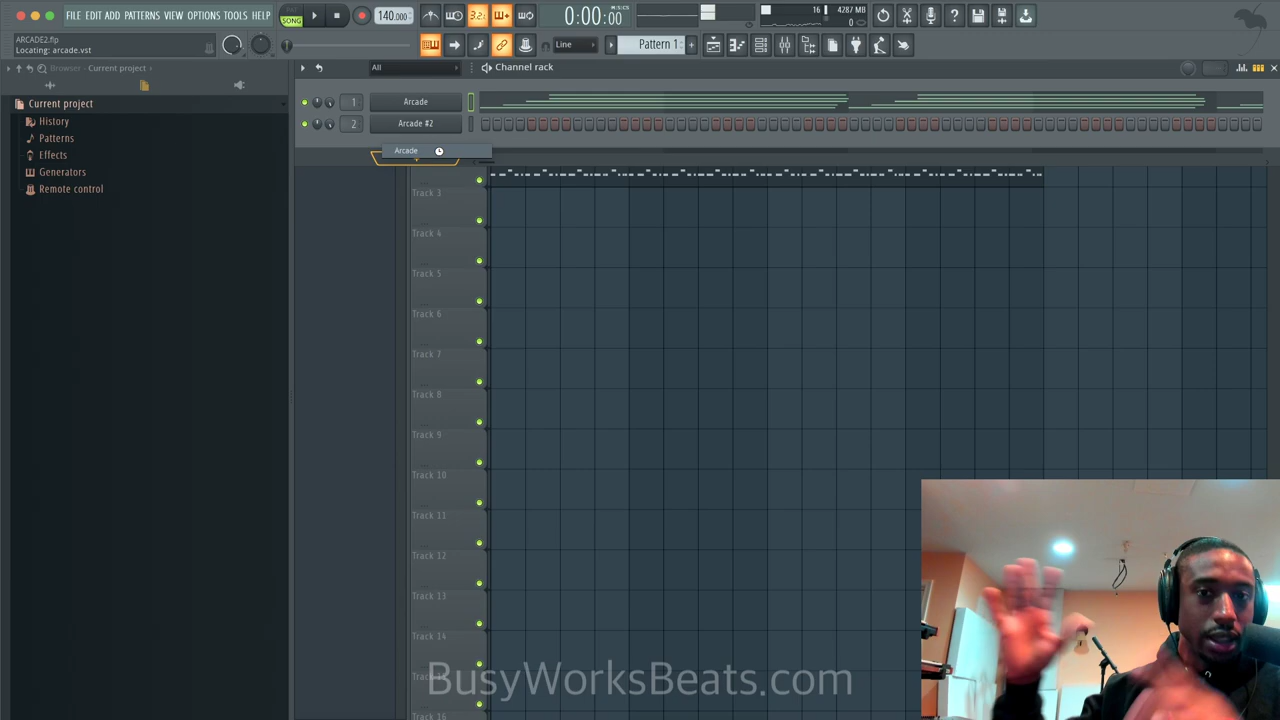 FILE EDIT ADD PATTERNS VIEW OPTIONS TOOLS HELP
SONG
140.000
3.2
0:00:00
M:S:CS
16
4287 MB
0
ARCADE2.flp
Locating: arcade.vst
Line
Pattern 1
Browser - Current project
All
Channel rack
Current project
History
Patterns
Effects
Generators
Remote control
1
Arcade
2
Arcade #2
Arcade
Track 3
Track 4
Track 5
Track 6
Track 7
Track 8
Track 9
Track 10
Track 11
Track 12
Track 13
Track 14
Track 16
BusyWorksBeats.com